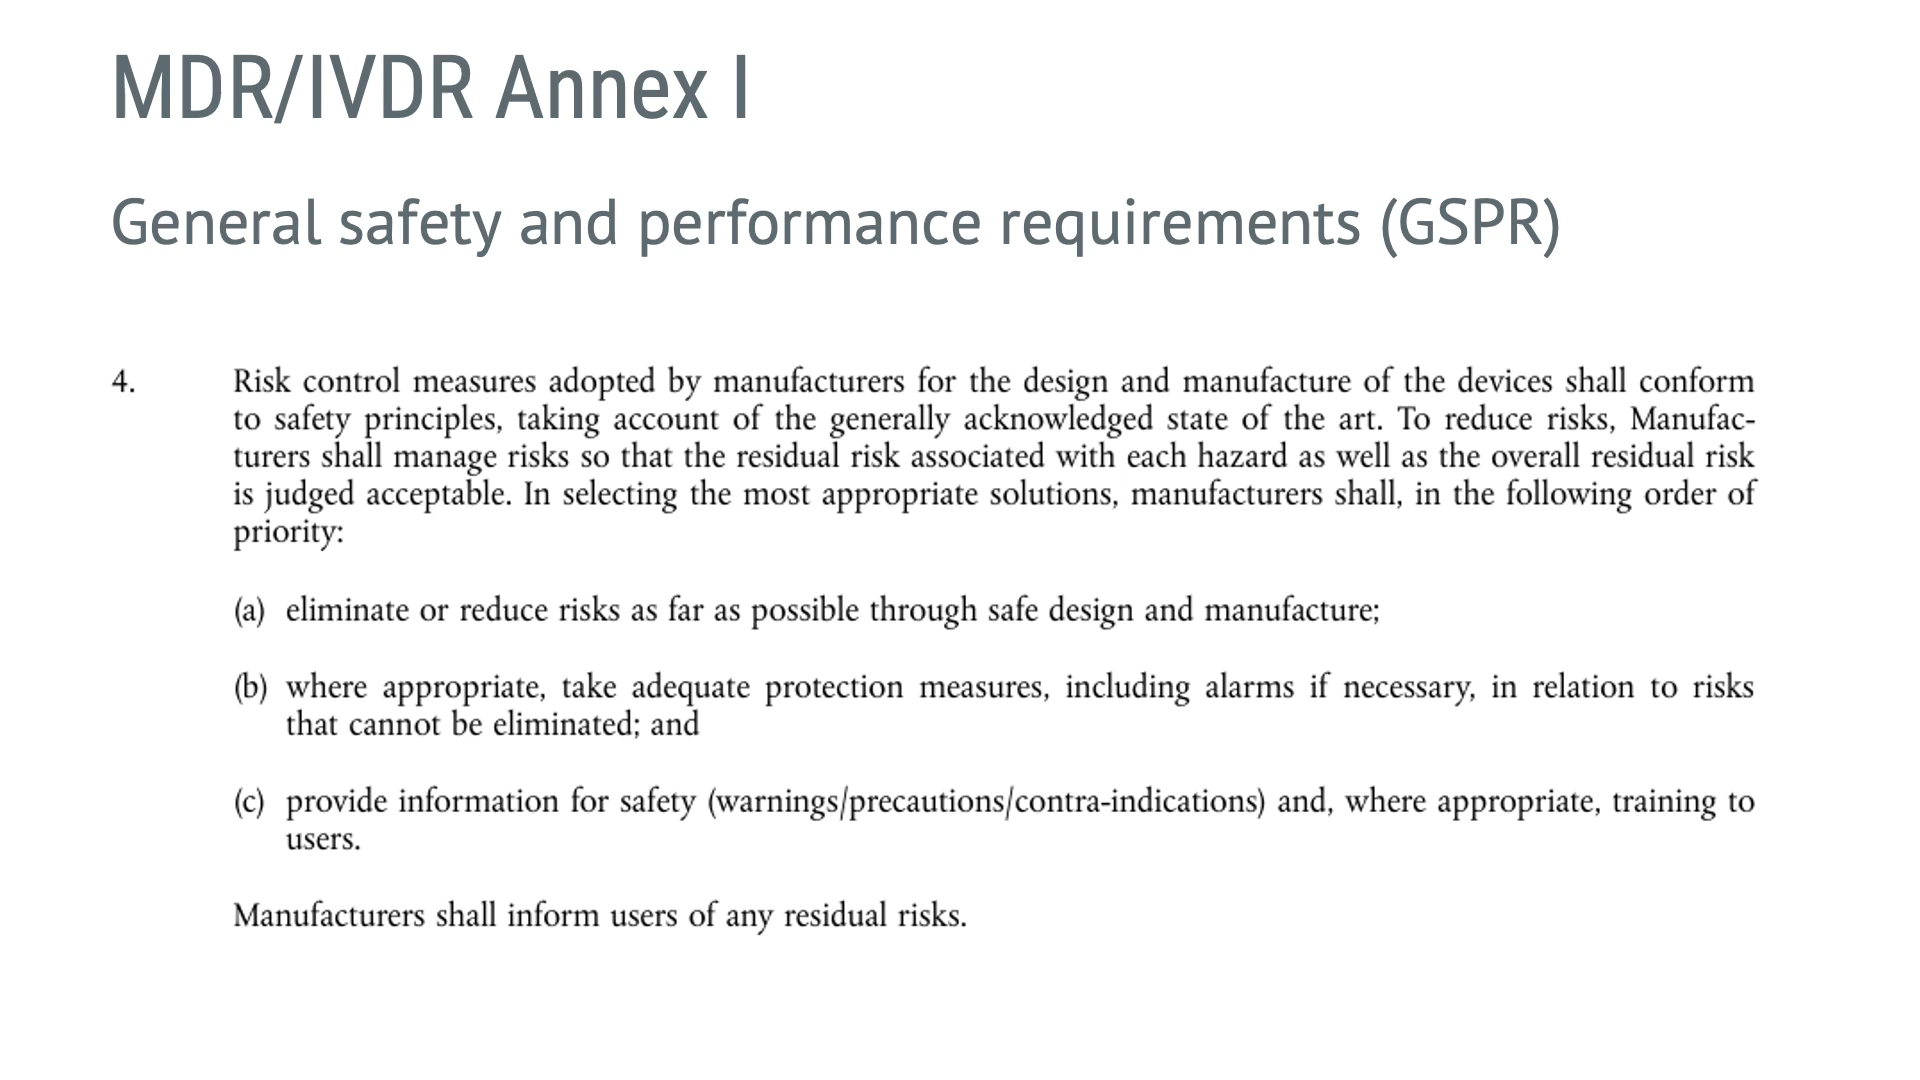 MDR/IVDR Annex I
General safety and performance requirements (GSPR)
4. Risk control measures adopted by manufacturers for the design and manufacture of the devices shall conform
to safety principles, taking account of the generally acknowledged state of the art. To reduce risks, Manufac-
turers shall manage risks so that the residual risk associated with each hazard as well as the overall residual risk
is judged acceptable. In selecting the most appropriate solutions, manufacturers shall, in the following order of
priority:
(a) eliminate or reduce risks as far as possible through safe design and manufacture;
(b) where appropriate, take adequate protection measures, including alarms if necessary, in relation to risks
that cannot be eliminated; and
(c) provide information for safety (warnings/precautions/contra-indications) and, where appropriate, training to
users.
Manufacturers shall inform users of any residual risks.